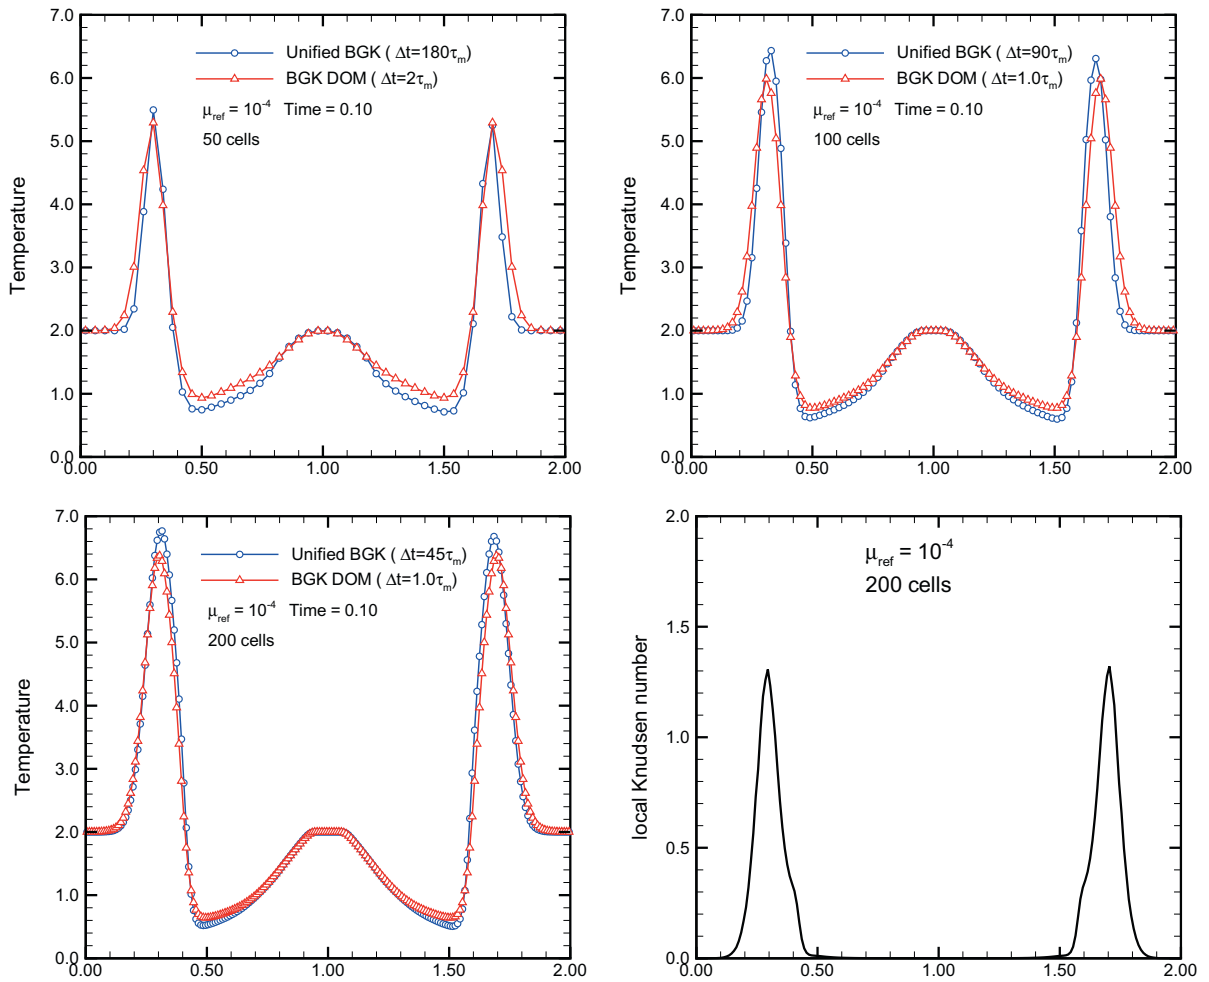 7.0
6.0
5.0
4.0
3.0
2.0
1.0
0.0
Temperature
Unified BGK ( Δt=180τm)
BGK DOM ( Δt=2τm)
μref = 10-4 Time = 0.10
50 cells
0.00 0.50 1.00 1.50 2.00
7.0
6.0
5.0
4.0
3.0
2.0
1.0
0.0
Temperature
Unified BGK ( Δt=90τm)
BGK DOM ( Δt=1.0τm)
μref = 10-4 Time = 0.10
100 cells
0.00 0.50 1.00 1.50 2.00
7.0
6.0
5.0
4.0
3.0
2.0
1.0
0.0
Temperature
Unified BGK ( Δt=45τm)
BGK DOM ( Δt=1.0τm)
μref = 10-4 Time = 0.10
200 cells
0.00 0.50 1.00 1.50 2.00
2.0
1.5
1.0
0.5
0.0
local Knudsen number
μref = 10-4
200 cells
0.00 0.50 1.00 1.50 2.00